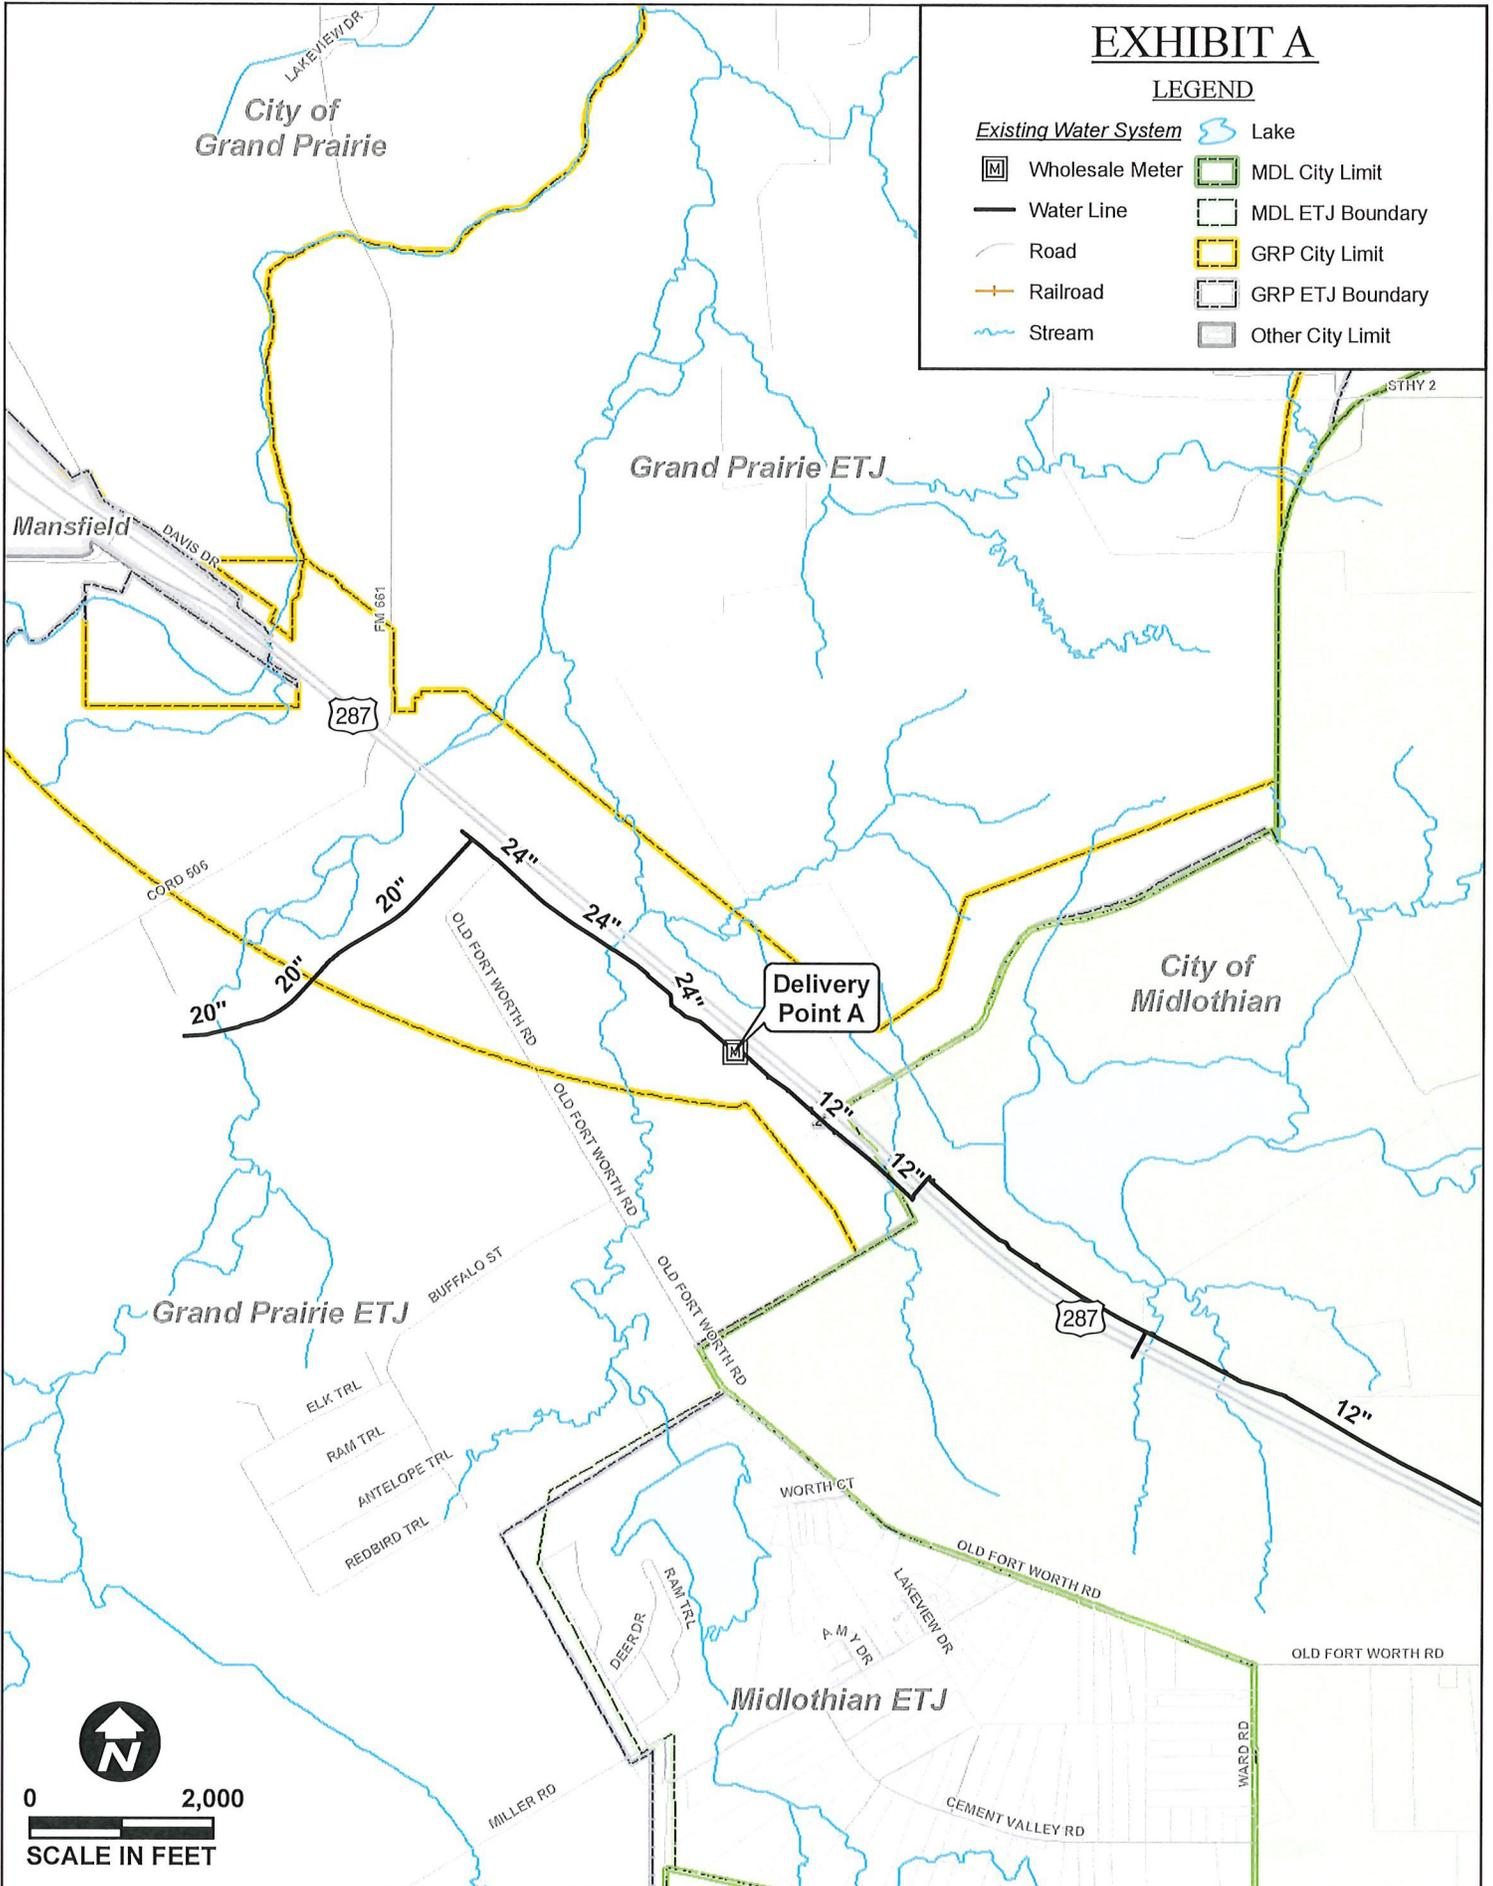 EXHIBIT A
LEGEND
Existing Water System
M
Wholesale Meter
Water Line
Road
Railroad
Stream
Lake
MDL City Limit
MDL ETJ Boundary
GRP City Limit
GRP ETJ Boundary
Other City Limit
LAKEVIEW DR
City of
Grand Prairie
STHY 2
Grand Prairie ETJ
Mansfield
DAVIS DR
FM 661
287
CORD 506
24"
20"
24"
OLD FORT WORTH RD
20"
24"
20"
Delivery
Point A
M
City of
Midlothian
OLD FORT WORTH RD
12"
12"
BUFFALO ST
OLD FORT WORTH RD
Grand Prairie ETJ
287
ELK TRL
12"
RAM TRL
ANTELOPE TRL
WORTH CT
REDBIRD TRL
OLD FORT WORTH RD
RAM TRL
LAKEVIEW DR
DEER DR
AMY DR
OLD FORT WORTH RD
Midlothian ETJ
WARD RD
N
MILLER RD
CEMENT VALLEY RD
0 2,000
SCALE IN FEET